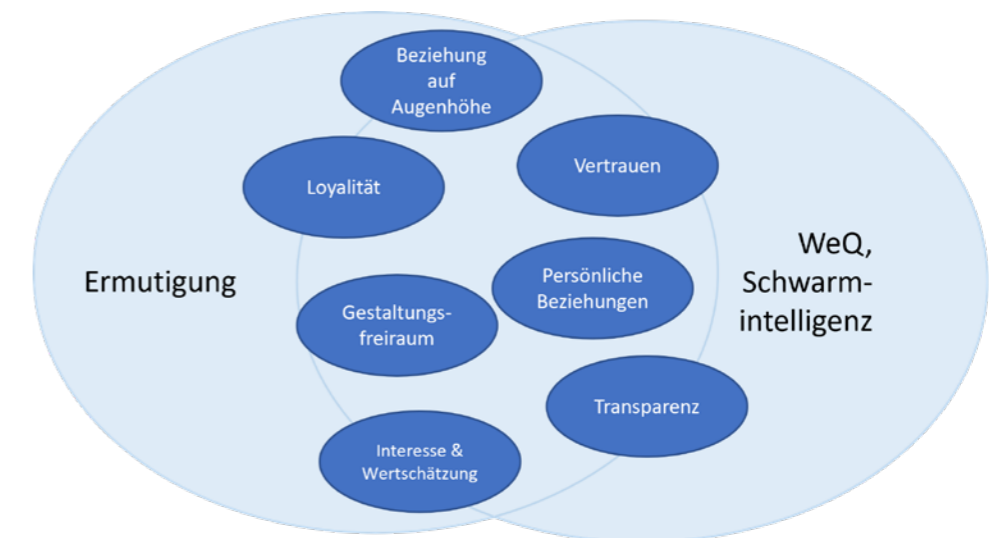 Beziehung
auf
Augenhöhe
Vertrauen
Loyalität
WeQ,
Schwarm-
intelligenz
Ermutigung
Persönliche
Beziehungen
Gestaltungs-
freiraum
Transparenz
Interesse &
Wertschätzung